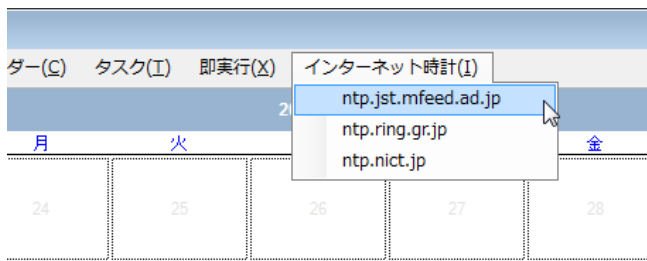 ダー(C) タスク(T) 即実行(X) インターネット時計(I)
ntp.jst.mfeed.ad.jp
ntp.ring.gr.jp
ntp.nict.jp
月 火 金
24 25 26 27 28